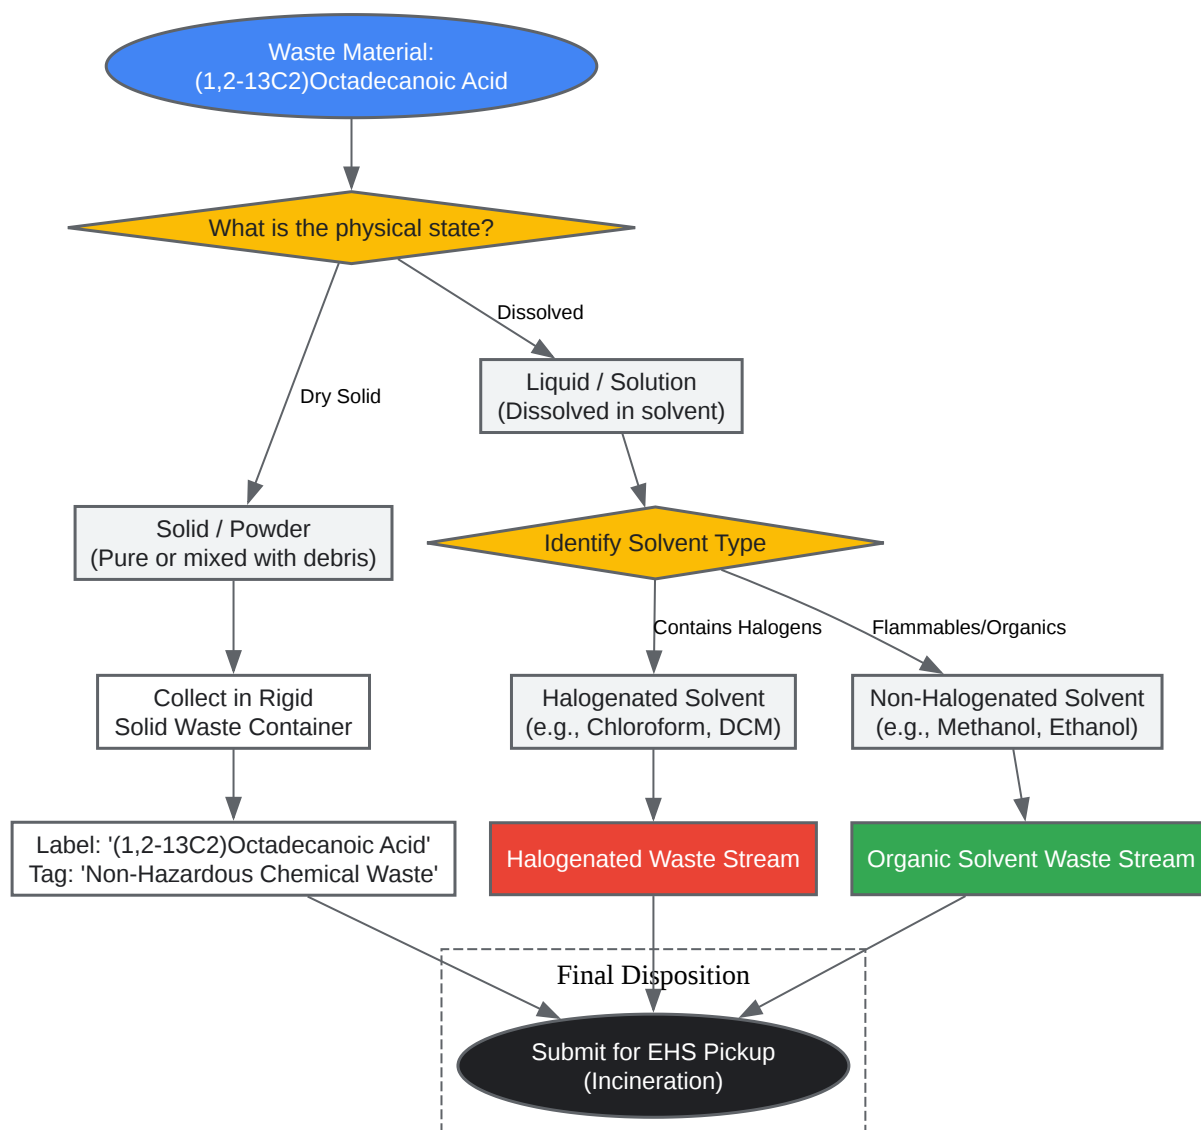 Waste Material:
(1,2-13C2)Octadecanoic Acid
What is the physical state?
Dissolved
Dry Solid
Liquid / Solution
(Dissolved in solvent)
Solid / Powder
(Pure or mixed with debris)
Identify Solvent Type
Contains Halogens
Flammables/Organics
Collect in Rigid
Solid Waste Container
Halogenated Solvent
(e.g., Chloroform, DCM)
Non-Halogenated Solvent
(e.g., Methanol, Ethanol)
Label: '(1,2-13C2)Octadecanoic Acid'
Tag: 'Non-Hazardous Chemical Waste'
Halogenated Waste Stream
Organic Solvent Waste Stream
Final Disposition
Submit for EHS Pickup
(Incineration)